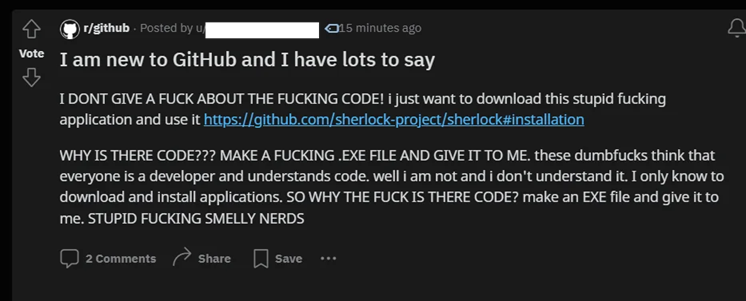 r/github · Posted by u/ 15 minutes ago
Vote
I am new to GitHub and I have lots to say
I DONT GIVE A FUCK ABOUT THE FUCKING CODE! i just want to download this stupid fucking
application and use it https://github.com/sherlock-project/sherlock#installation
WHY IS THERE CODE??? MAKE A FUCKING .EXE FILE AND GIVE IT TO ME. these dumbfucks think that
everyone is a developer and understands code. well i am not and i don't understand it. I only know to
download and install applications. SO WHY THE FUCK IS THERE CODE? make an EXE file and give it to
me. STUPID FUCKING SMELLY NERDS
2 Comments Share Save ···